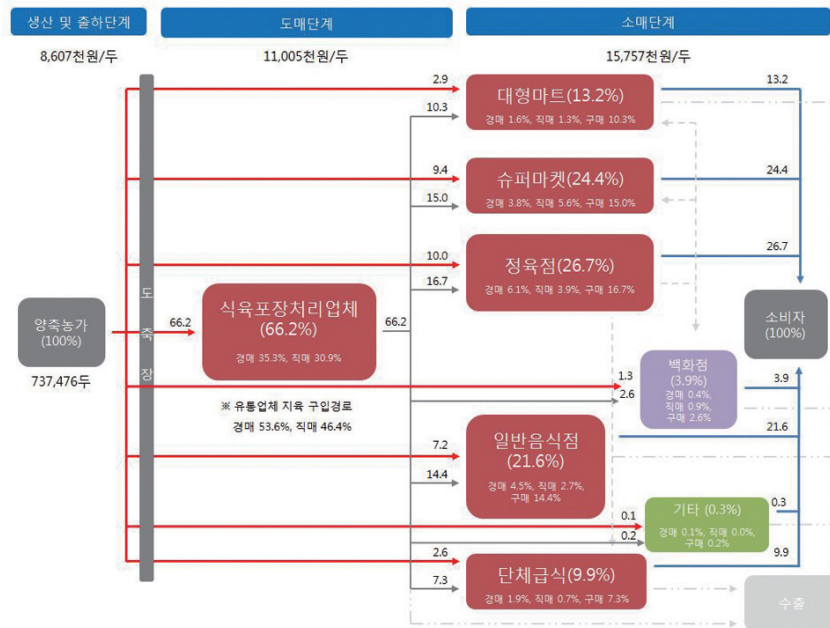 생산 및 출하단계
도매단계
소매단계
8,607천원/두
11,005천원/두
15,757천원/두
2.9
대형마트(13.2%)
경매 1.6%, 직매 1.3%, 구매 10.3%
13.2
10.3
9.4
슈퍼마켓(24.4%)
경매 3.8%, 직매 5.6%, 구매 15.0%
24.4
15.0
10.0
정육점(26.7%)
경매 6.1%, 직매 3.9%, 구매 16.7%
26.7
16.7
도축장
양축농가
(100%)
737,476두
66.2
식육포장처리업체
(66.2%)
경매 35.3%, 직매 30.9%
66.2
※ 유통업체 지육 구입경로
경매 53.6%, 직매 46.4%
소비자
(100%)
1.3
2.6
백화점
(3.9%)
경매 0.4%,
직매 0.9%,
구매 2.6%
3.9
7.2
14.4
일반음식점
(21.6%)
경매 4.5%, 직매 2.7%,
구매 14.4%
21.6
0.1
0.2
기타 (0.3%)
경매 0.1%, 직매 0.0%,
구매 0.2%
0.3
2.6
7.3
단체급식(9.9%)
경매 1.9%, 직매 0.7%, 구매 7.3%
9.9
수출